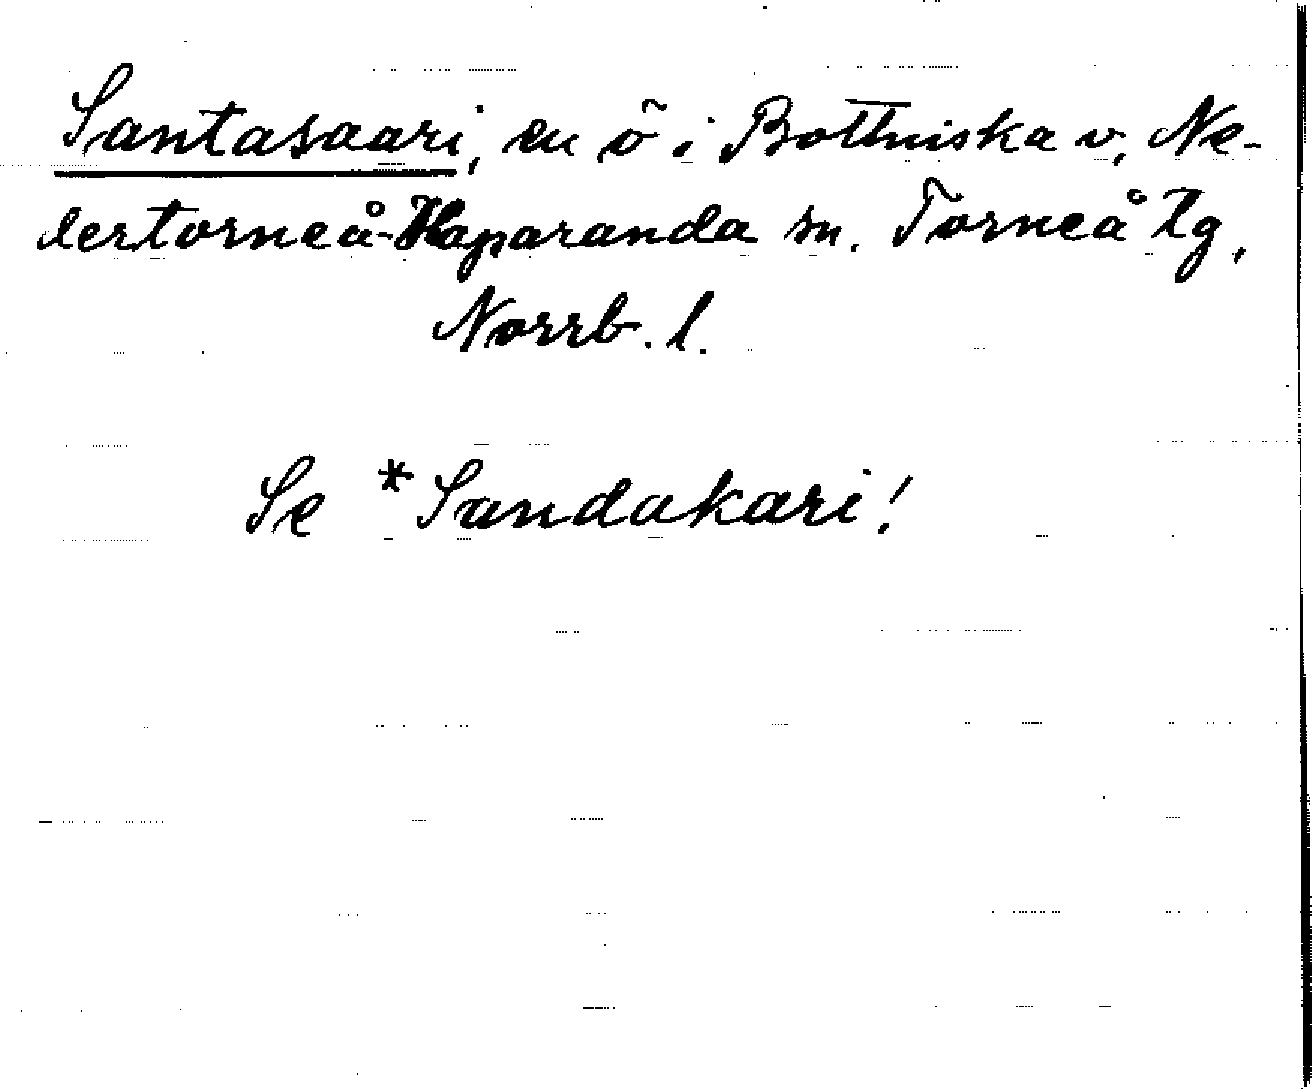 Santasaari, en ö i Bottniska v, Ne-
dertorneå-Haparanda sn. Torneå tg,
Norrb. l.
Se *Sandakari!